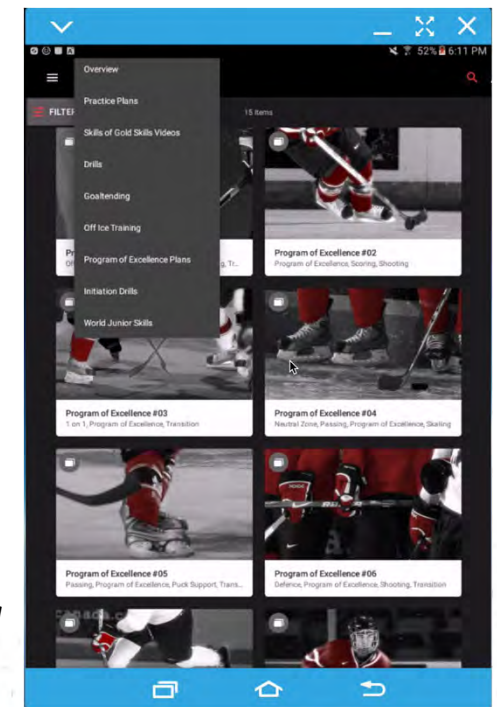 52% 6:11 PM
Overview
Practice Plans
Skills of Gold Skills Videos
Drills
Goaltending
Off Ice Training
Program of Excellence Plans
Initiation Drills
World Junior Skills
FILTER
15 Items
g, Tr..
Program of Excellence #02
Program of Excellence, Scoring, Shooting
Program of Excellence #03
1 on 1, Program of Excellence, Transition
Program of Excellence #04
Neutral Zone, Passing, Program of Excellence, Skating
Program of Excellence #05
Passing, Program of Excellence, Puck Support, Trans...
Program of Excellence #06
Defence, Program of Excellence, Shooting, Transition